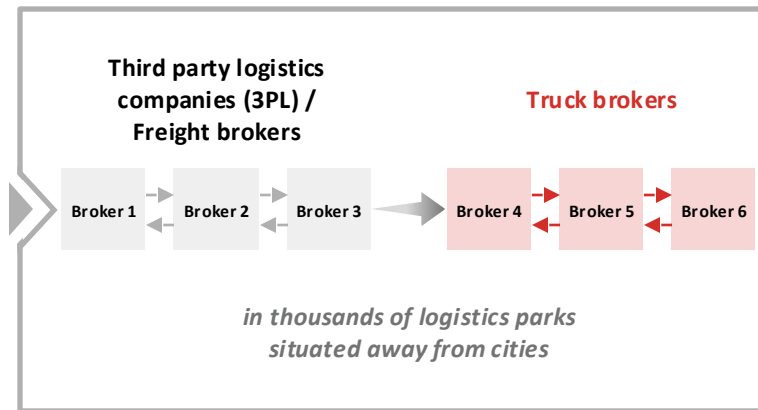 Third party logistics
companies (3PL) /
Freight brokers
Truck brokers
Broker 1
Broker 2
Broker 3
Broker 4
Broker 5
Broker 6
in thousands of logistics parks
situated away from cities